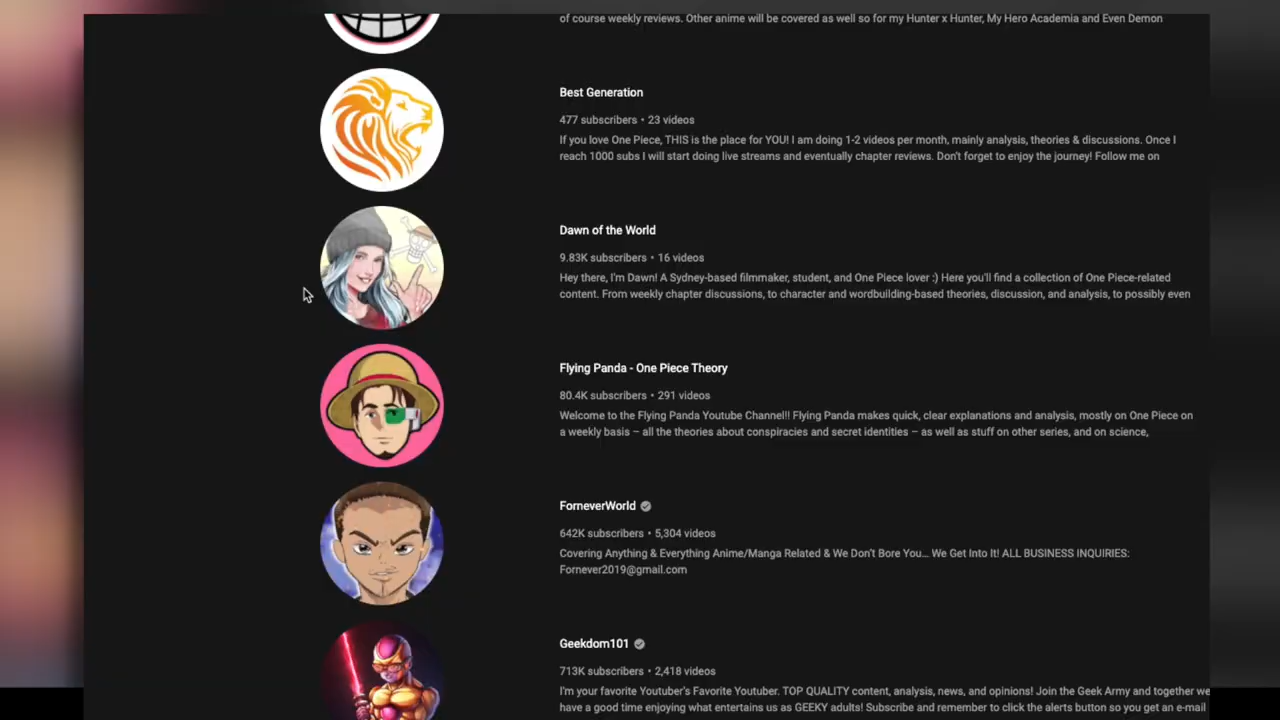 of course weekly reviews. Other anime will be covered as well so for my Hunter x Hunter, My Hero Academia and Even Demon
Best Generation
477 subscribers • 23 videos
If you love One Piece, THIS is the place for YOU! I am doing 1-2 videos per month, mainly analysis, theories & discussions. Once I
reach 1000 subs I will start doing live streams and eventually chapter reviews. Don't forget to enjoy the journey! Follow me on
Dawn of the World
9.83K subscribers • 16 videos
Hey there, I'm Dawn! A Sydney-based filmmaker, student, and One Piece lover :) Here you'll find a collection of One Piece-related
content. From weekly chapter discussions, to character and wordbuilding-based theories, discussion, and analysis, to possibly even
Flying Panda - One Piece Theory
80.4K subscribers • 291 videos
Welcome to the Flying Panda Youtube Channel!! Flying Panda makes quick, clear explanations and analysis, mostly on One Piece on
a weekly basis – all the theories about conspiracies and secret identities – as well as stuff on other series, and on science,
ForneverWorld
642K subscribers • 5,304 videos
Covering Anything & Everything Anime/Manga Related & We Don't Bore You... We Get Into It! ALL BUSINESS INQUIRIES:
Fornever2019@gmail.com
Geekdom101
713K subscribers • 2,418 videos
I'm your favorite Youtuber's Favorite Youtuber. TOP QUALITY content, analysis, news, and opinions! Join the Geek Army and together we
have a good time enjoying what entertains us as GEEKY adults! Subscribe and remember to click the alerts button so you get an e-mail